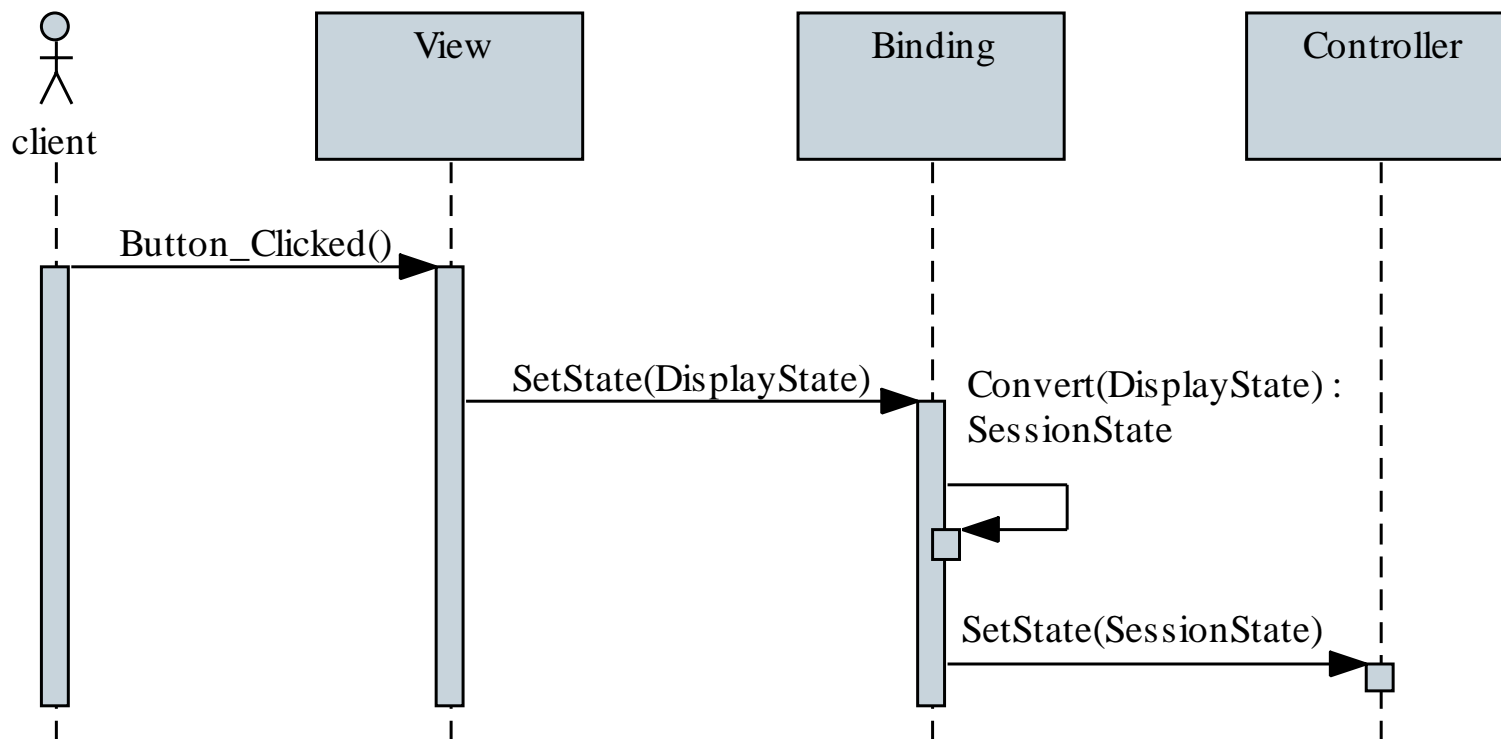 View
Binding
Controller
client
Button_Clicked()
SetState(DisplayState)
Convert(DisplayState) :
SessionState
SetState(SessionState)